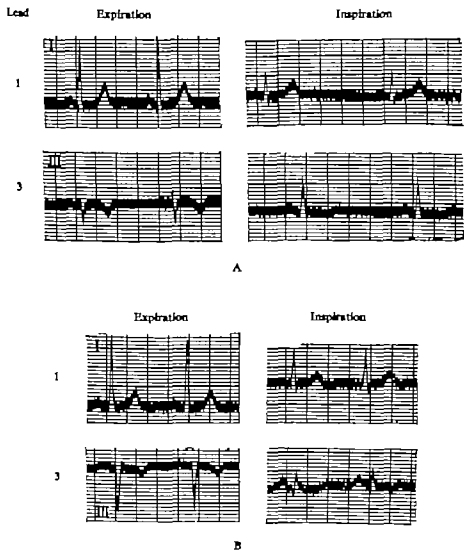 Lead Expiration Inspiration
I
1
III
3
A
Expiration Inspiration
I
1
3
III
B